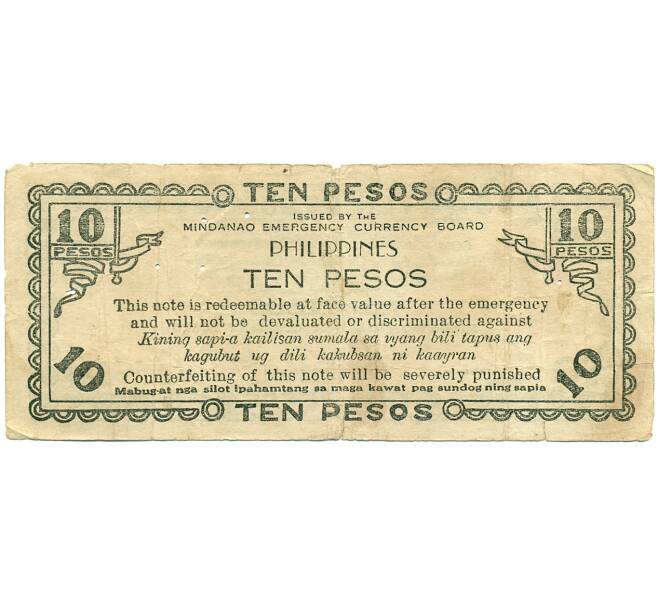 TEN PESOS
10 PESOS
10 PESOS
ISSUED BY THE
MINDANAO EMERGENCY CURRENCY BOARD
PHILIPPINES
TEN PESOS
This note is redeemable at face value after the emergency
and will not be devaluated or discriminated against
Kining sapi-a kailisan sumala sa vyang bili tapus ang
kagubut ug dili kakubsan ni kaayran
Counterfeiting of this note will be severely punished
Mabug-at nga silot ipahamtang sa maga kawat pag sundog ning sapia
10
10
TEN PESOS